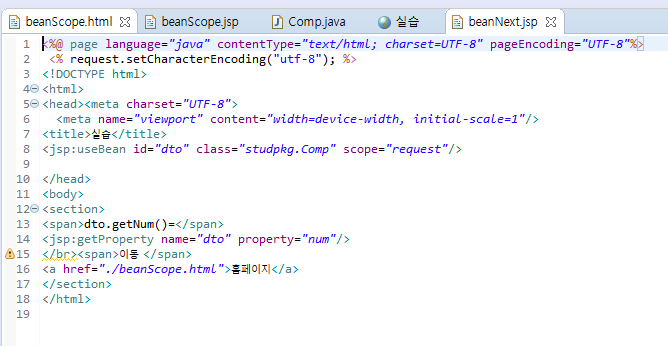 beanScope.html beanScope.jsp Comp.java 실습 beanNext.jsp
1 <%@ page language="java" contentType="text/html; charset=UTF-8" pageEncoding="UTF-8"%>
2 <% request.setCharacterEncoding("utf-8"); %>
3 <!DOCTYPE html>
4 <html>
5 <head><meta charset="UTF-8">
6 <meta name="viewport" content="width=device-width, initial-scale=1"/>
7 <title>실습</title>
8 <jsp:useBean id="dto" class="studpkg.Comp" scope="request"/>
9
10 </head>
11 <body>
12 <section>
13 <span>dto.getNum()=</span>
14 <jsp:getProperty name="dto" property="num"/>
15 </br><span>이동 </span>
16 <a href="./beanScope.html">홈페이지</a>
17 </section>
18 </html>
19